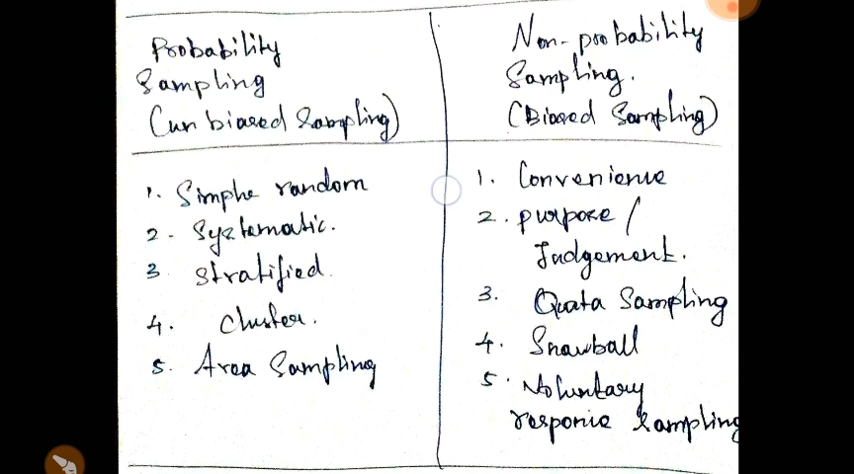 Probability
Sampling
(un biased Sampling)
1. Simple random
2. Systematic.
3. Stratified.
4. Cluster.
5. Area Sampling
Non-probability
Sampling.
(Biased Sampling)
1. Convenience
2. purpose /
Judgement.
3. Quata Sampling
4. Snowball
5. Voluntary
response Sampling